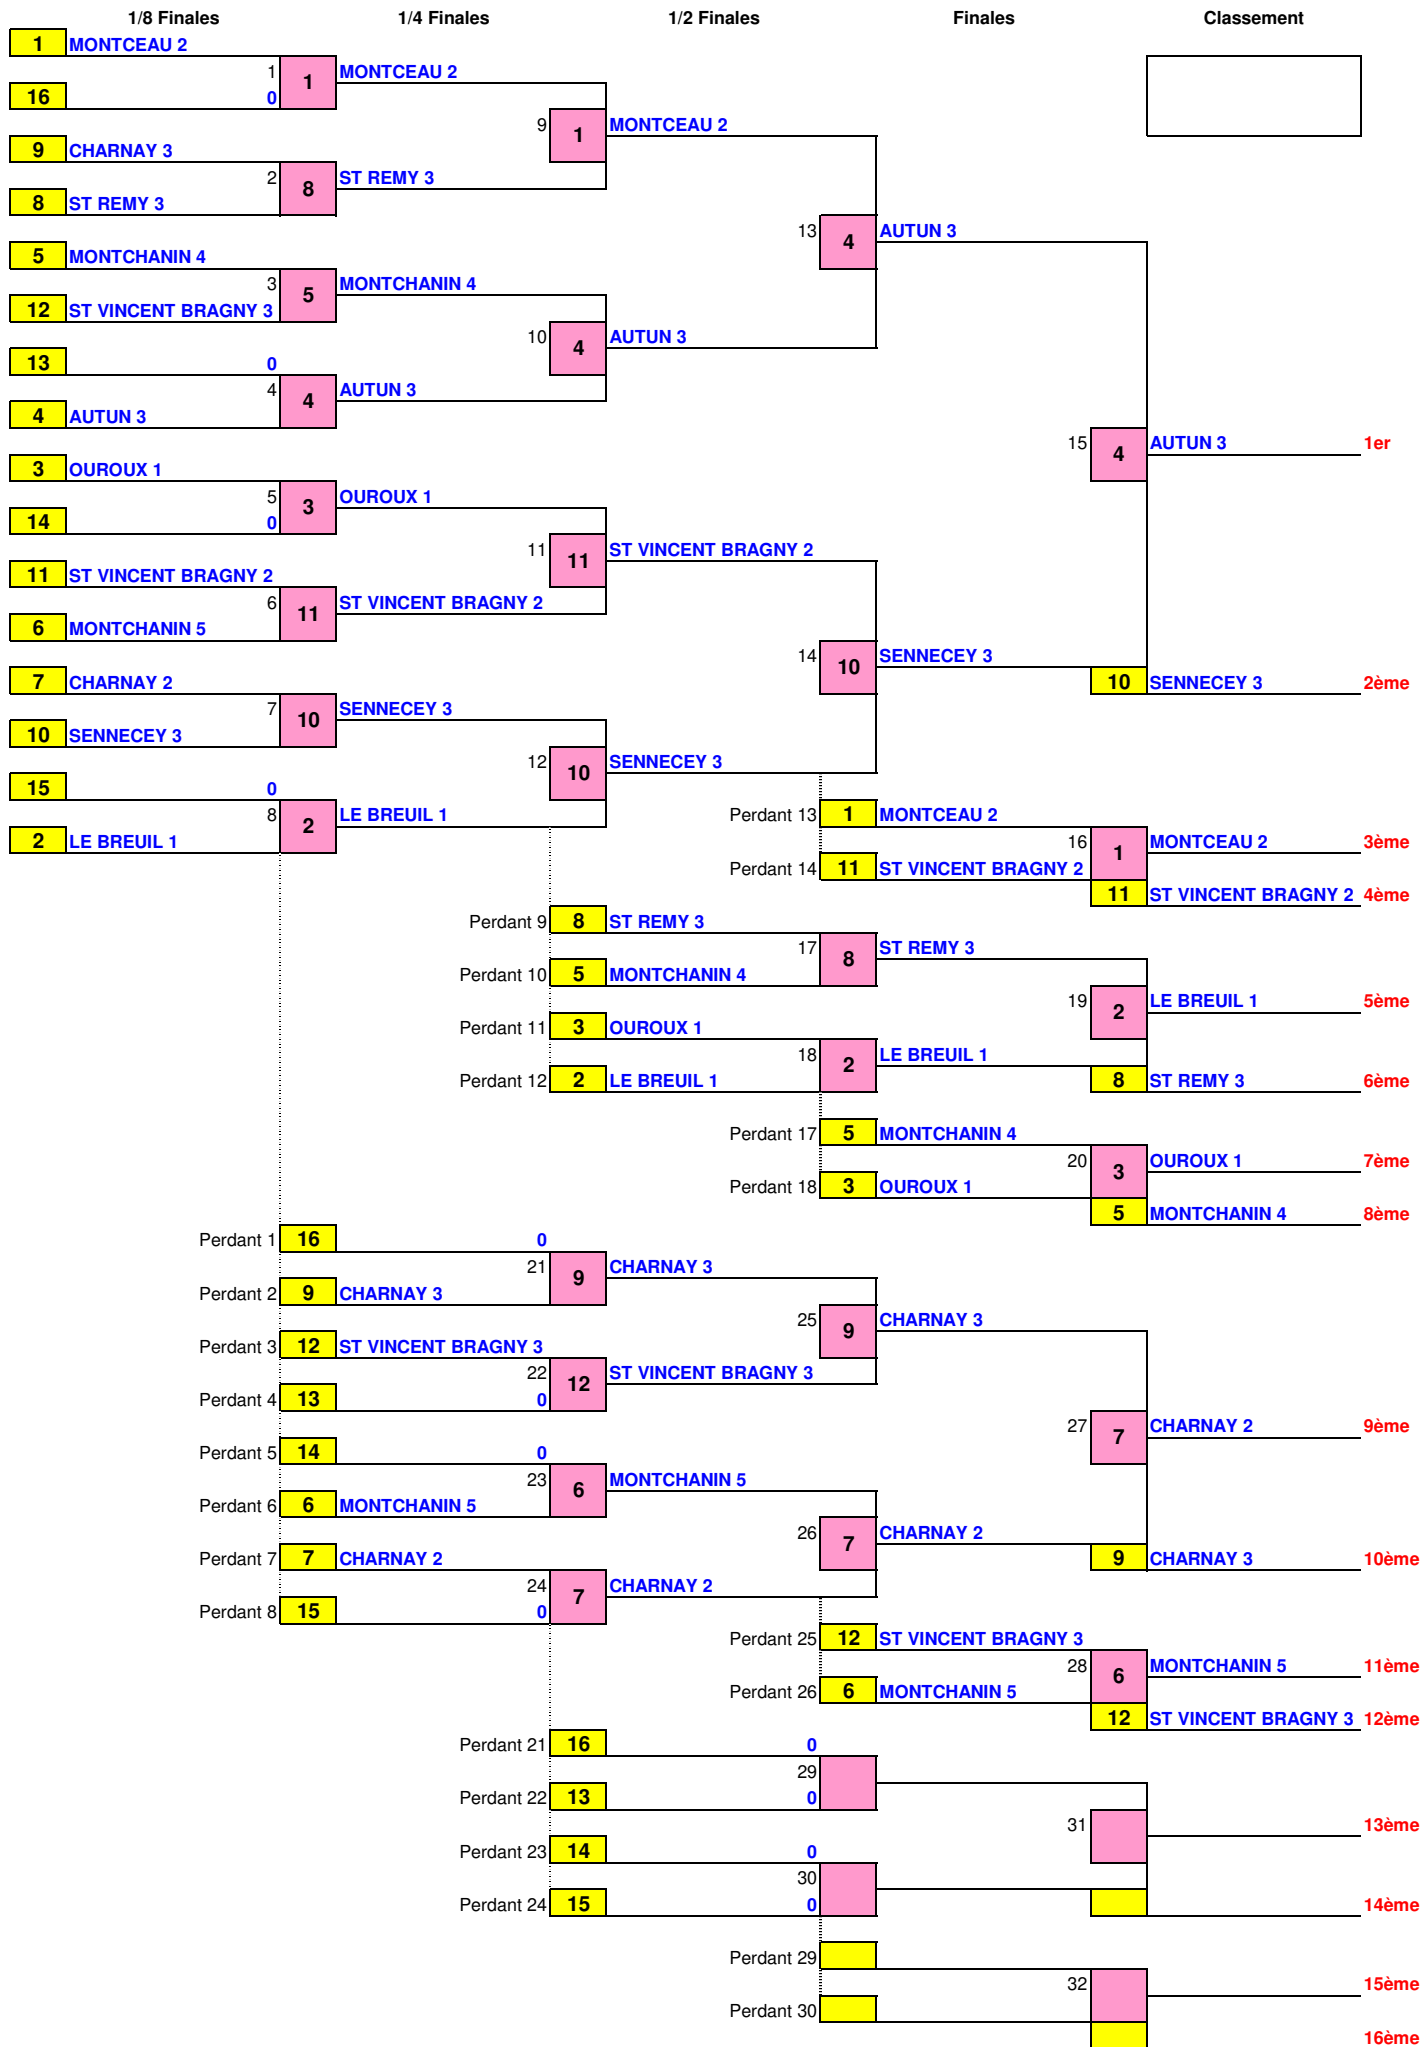 1/8 Finales 1/4 Finales 1/2 Finales Finales Classement
1 MONTCEAU 2
1 1 MONTCEAU 2
16 0
9 1 MONTCEAU 2
9 CHARNAY 3
2 8 ST REMY 3
8 ST REMY 3
13 4 AUTUN 3
5 MONTCHANIN 4
3 5 MONTCHANIN 4
12 ST VINCENT BRAGNY 3
10 4 AUTUN 3
13 0
4 4 AUTUN 3
4 AUTUN 3
15 4 AUTUN 3 1er
3 OUROUX 1
5 3 OUROUX 1
14 0
11 11 ST VINCENT BRAGNY 2
11 ST VINCENT BRAGNY 2
6 11 ST VINCENT BRAGNY 2
6 MONTCHANIN 5
14 10 SENNECEY 3
7 CHARNAY 2 10 SENNECEY 3 2ème
7 10 SENNECEY 3
10 SENNECEY 3
12 10 SENNECEY 3
15 0
8 2 LE BREUIL 1 Perdant 13 1 MONTCEAU 2
2 LE BREUIL 1 16 1 MONTCEAU 2 3ème
Perdant 14 11 ST VINCENT BRAGNY 2
11 ST VINCENT BRAGNY 2 4ème
Perdant 9 8 ST REMY 3
17 8 ST REMY 3
Perdant 10 5 MONTCHANIN 4
19 2 LE BREUIL 1 5ème
Perdant 11 3 OUROUX 1
18 2 LE BREUIL 1
Perdant 12 2 LE BREUIL 1 8 ST REMY 3 6ème
Perdant 17 5 MONTCHANIN 4
20 3 OUROUX 1 7ème
Perdant 18 3 OUROUX 1
5 MONTCHANIN 4 8ème
Perdant 1 16 0
21 9 CHARNAY 3
Perdant 2 9 CHARNAY 3
25 9 CHARNAY 3
Perdant 3 12 ST VINCENT BRAGNY 3
22 12 ST VINCENT BRAGNY 3
Perdant 4 13 0
27 7 CHARNAY 2 9ème
Perdant 5 14 0
23 6 MONTCHANIN 5
Perdant 6 6 MONTCHANIN 5
26 7 CHARNAY 2
Perdant 7 7 CHARNAY 2 9 CHARNAY 3 10ème
24 7 CHARNAY 2
Perdant 8 15 0
Perdant 25 12 ST VINCENT BRAGNY 3
28 6 MONTCHANIN 5 11ème
Perdant 26 6 MONTCHANIN 5
12 ST VINCENT BRAGNY 3 12ème
Perdant 21 16 0
29
Perdant 22 13 0
31 13ème
Perdant 23 14 0
30
Perdant 24 15 0 14ème
Perdant 29
32 15ème
Perdant 30
16ème